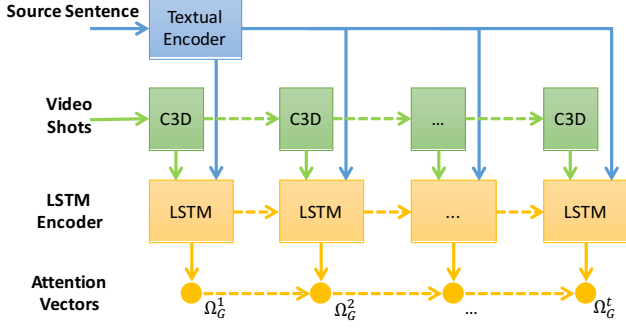 Source Sentence
Textual
Encoder
Video
Shots
C3D C3D ... C3D
LSTM
Encoder
LSTM LSTM ... LSTM
Attention
Vectors
Ω_G^1 Ω_G^2 ... Ω_G^t